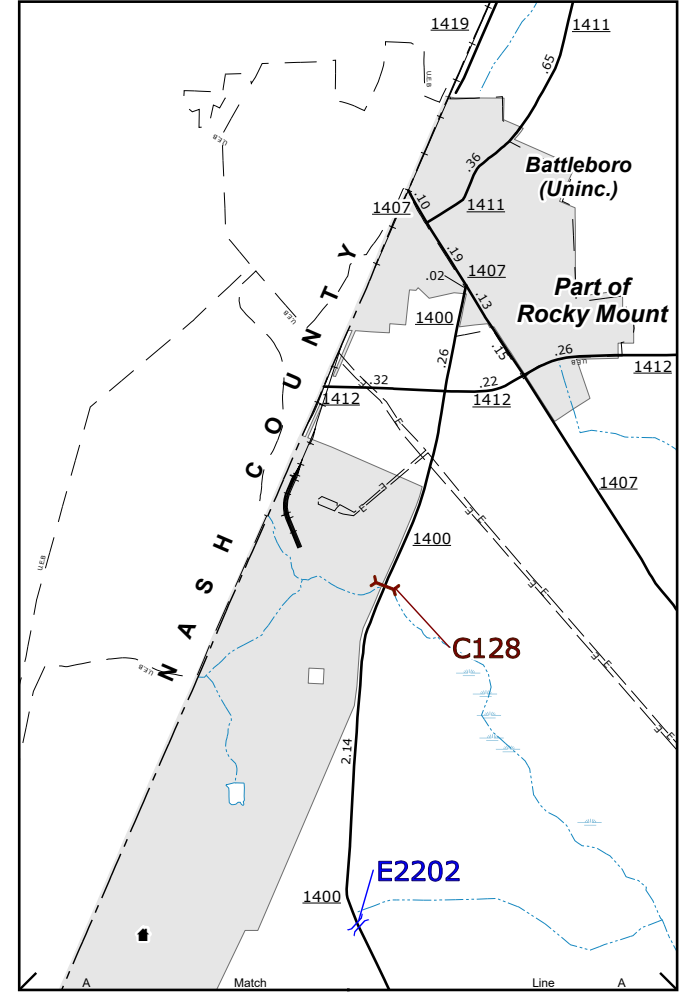 1419
1411
.65
U.E.B
U.E.B
Battleboro
(Uninc.)
.36
.10
1407
1411
.19
.02
1407
.13
Part of
Rocky Mount
U.E.B
1400
.26
.15
.26
U.E.B
1412
.32
.22
1412
1412
E
E
E
E
1407
NASH COUNTY
1400
U.E.B
E
E
C128
U.E.B
E
E
E
E
2.14
E2202
1400
A
Match
Line
A